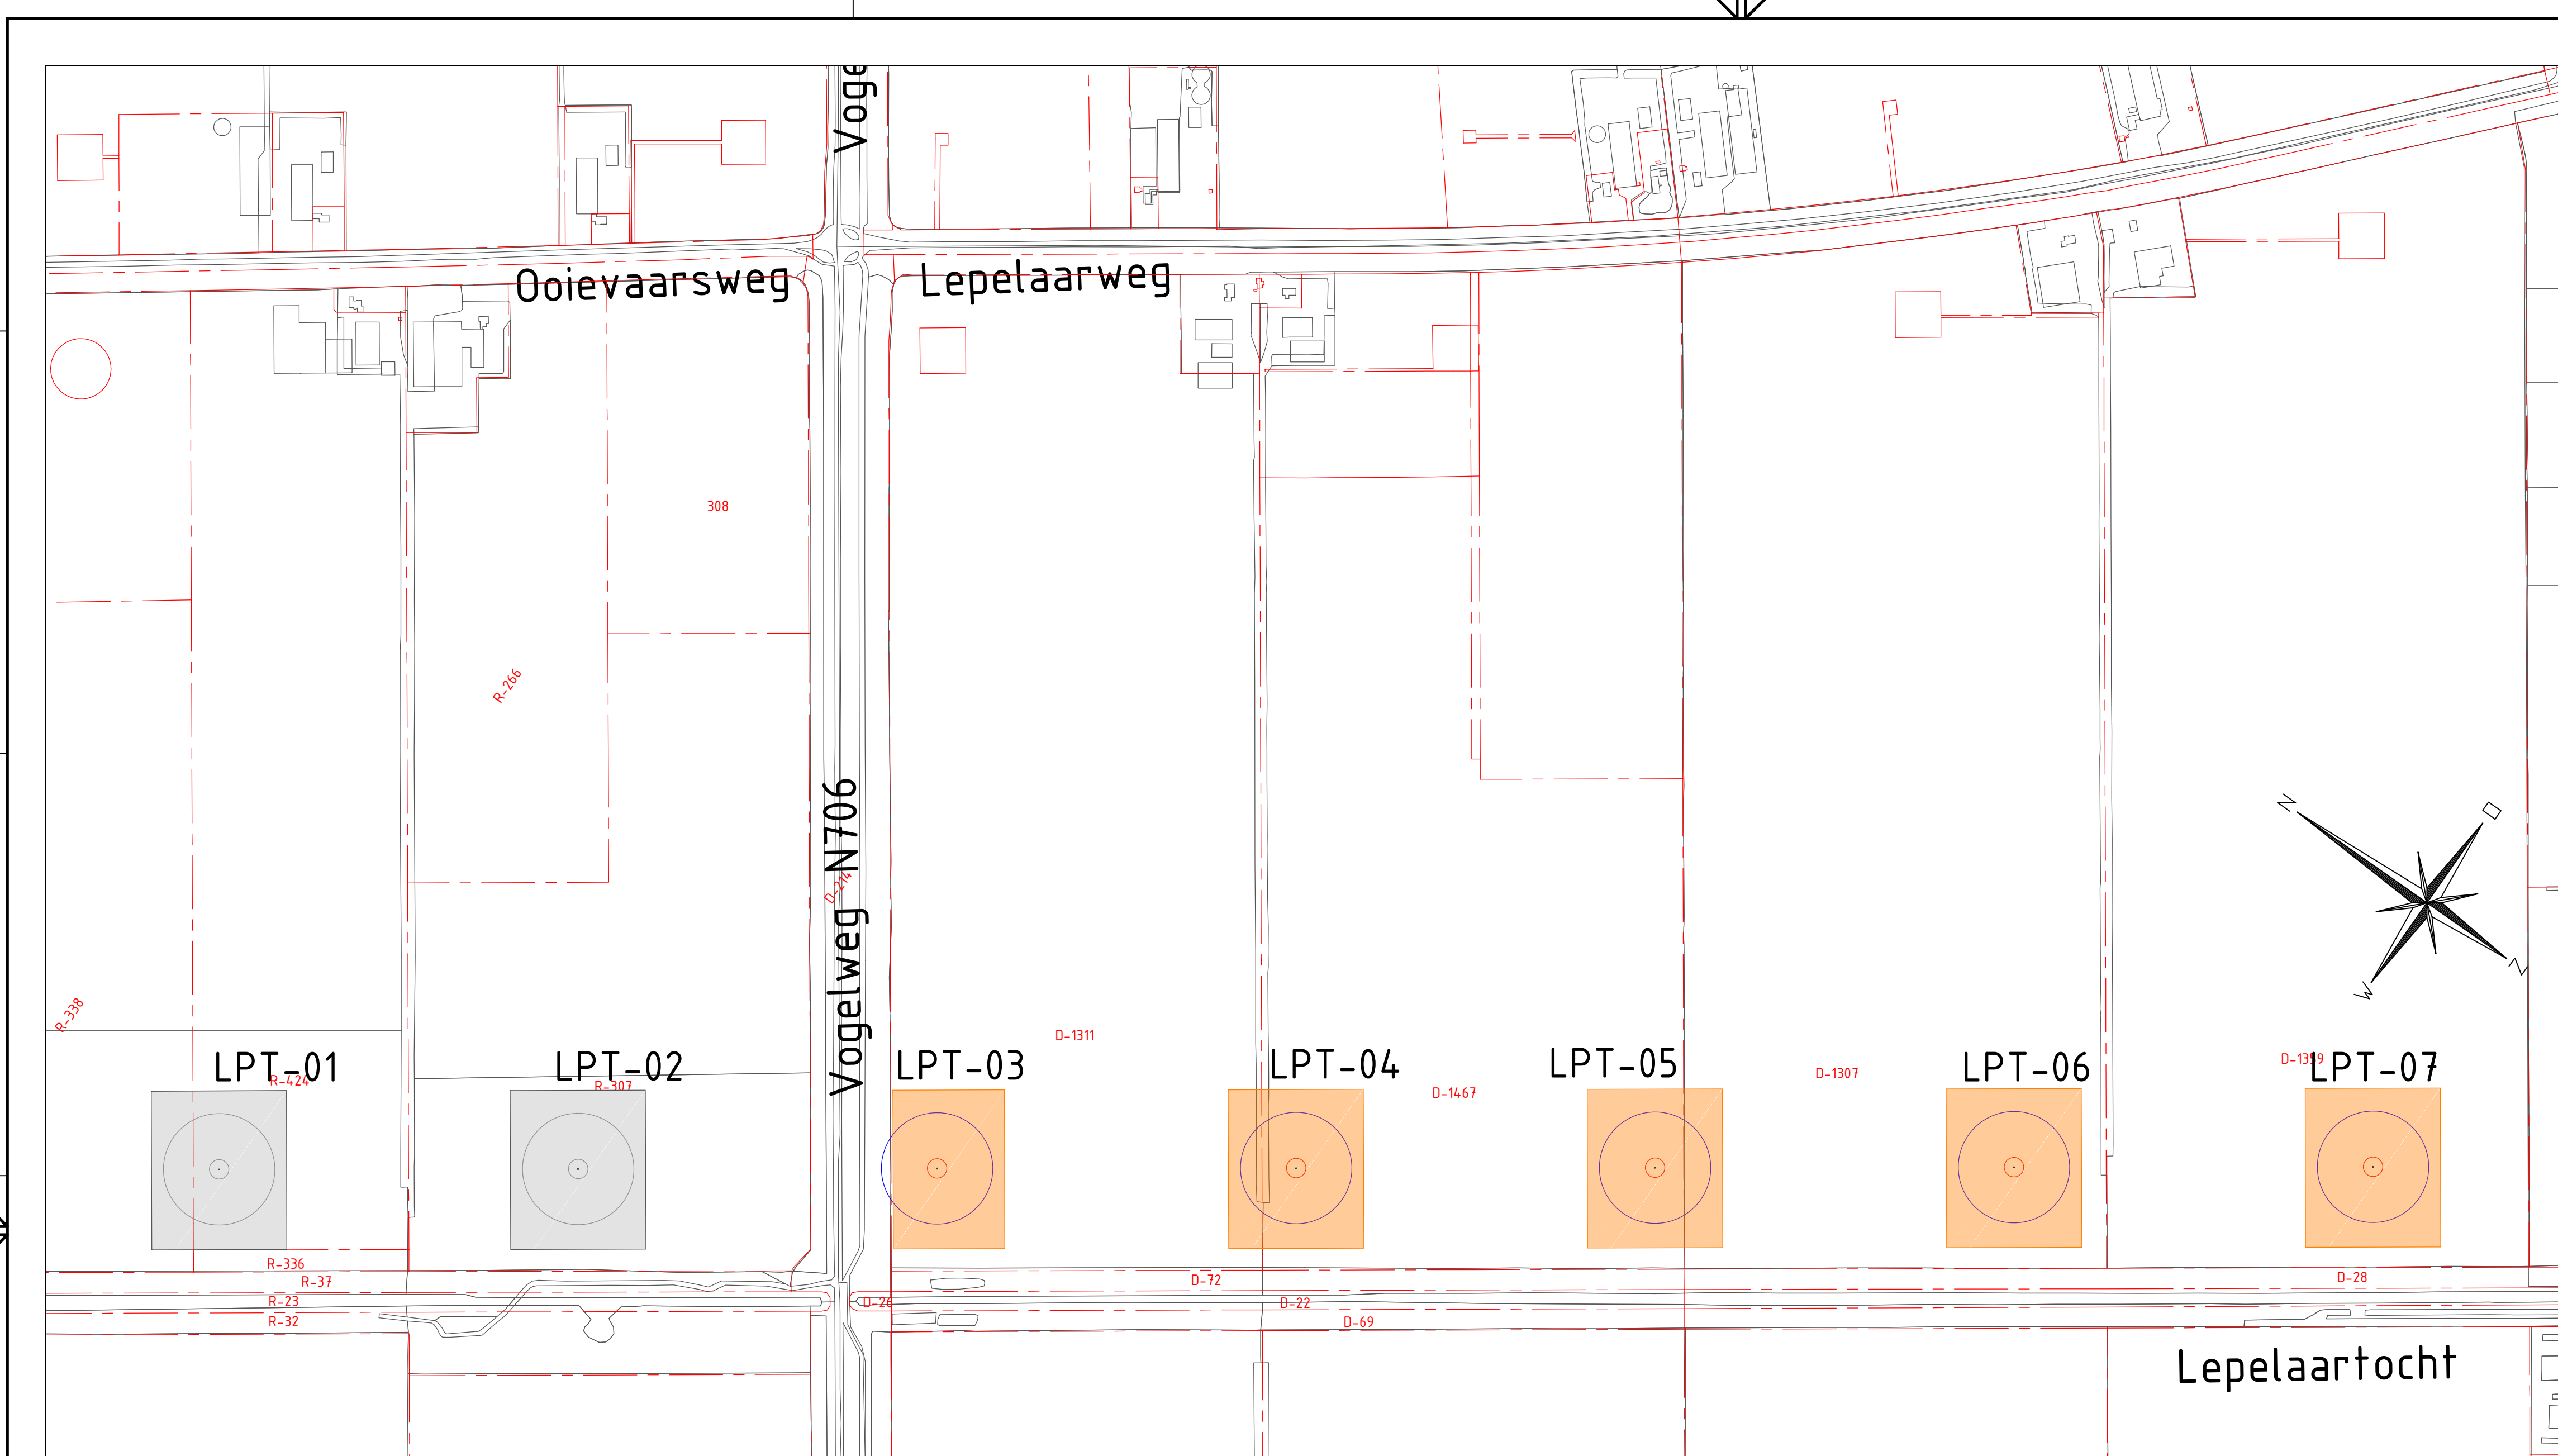 Voge
Ooievaarsweg
Lepelaarweg
308
R-266
Vogelweg N706
D-214
N
O
Z
W
R-338
D-1311
LPT-01
R-424
LPT-02
R-307
LPT-03
LPT-04
D-1467
LPT-05
D-1307
LPT-06
D-1359
LPT-07
R-336
R-37
R-23
R-32
D-26
D-72
D-22
D-69
D-28
Lepelaartocht